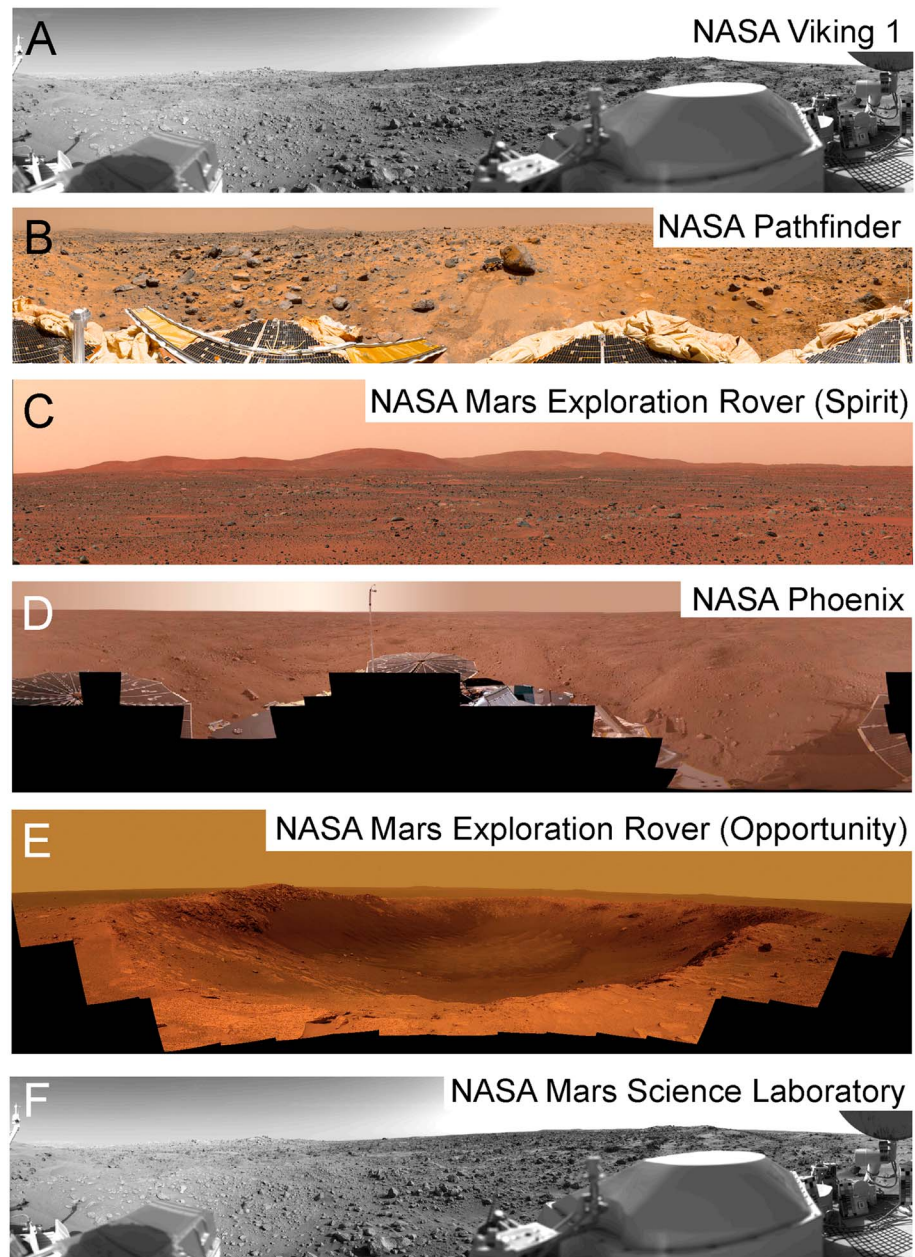 A
NASA Viking 1
B
NASA Pathfinder
C
NASA Mars Exploration Rover (Spirit)
D
NASA Phoenix
E
NASA Mars Exploration Rover (Opportunity)
F
NASA Mars Science Laboratory